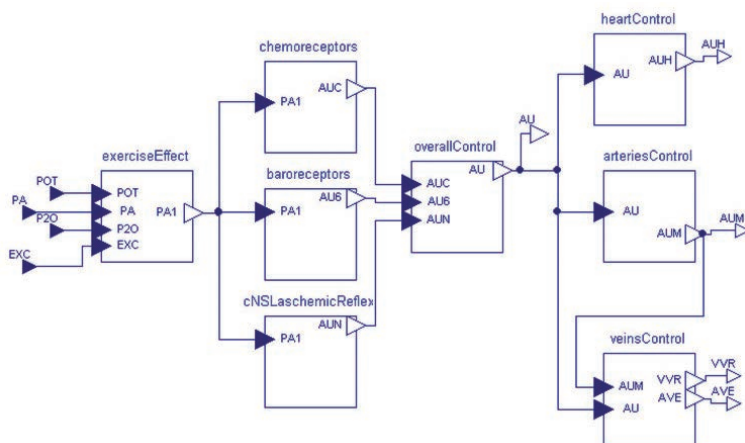 heartControl
AUH
AUH
AU
chemoreceptors
AUC
PA1
exerciseEffect
POT
PA
P2O
EXC
POT
PA
P2O
EXC
PA1
baroreceptors
AU6
PA1
cNSLaschemicReflex
AUN
PA1
overallControl
AU
AUC
AU6
AUN
AU
arteriesControl
AU
AUM
AUM
veinsControl
AUM
AU
VVR
AVE
VVR
AVE